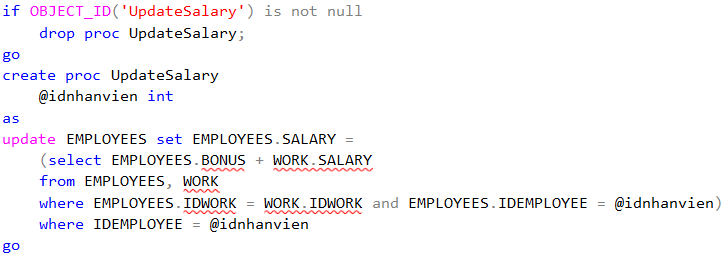 if OBJECT_ID('UpdateSalary') is not null
drop proc UpdateSalary;
go
create proc UpdateSalary
@idnhanvien int
as
update EMPLOYEES set EMPLOYEES.SALARY =
(select EMPLOYEES.BONUS + WORK.SALARY
from EMPLOYEES, WORK
where EMPLOYEES.IDWORK = WORK.IDWORK and EMPLOYEES.IDEMPLOYEE = @idnhanvien)
where IDEMPLOYEE = @idnhanvien
go